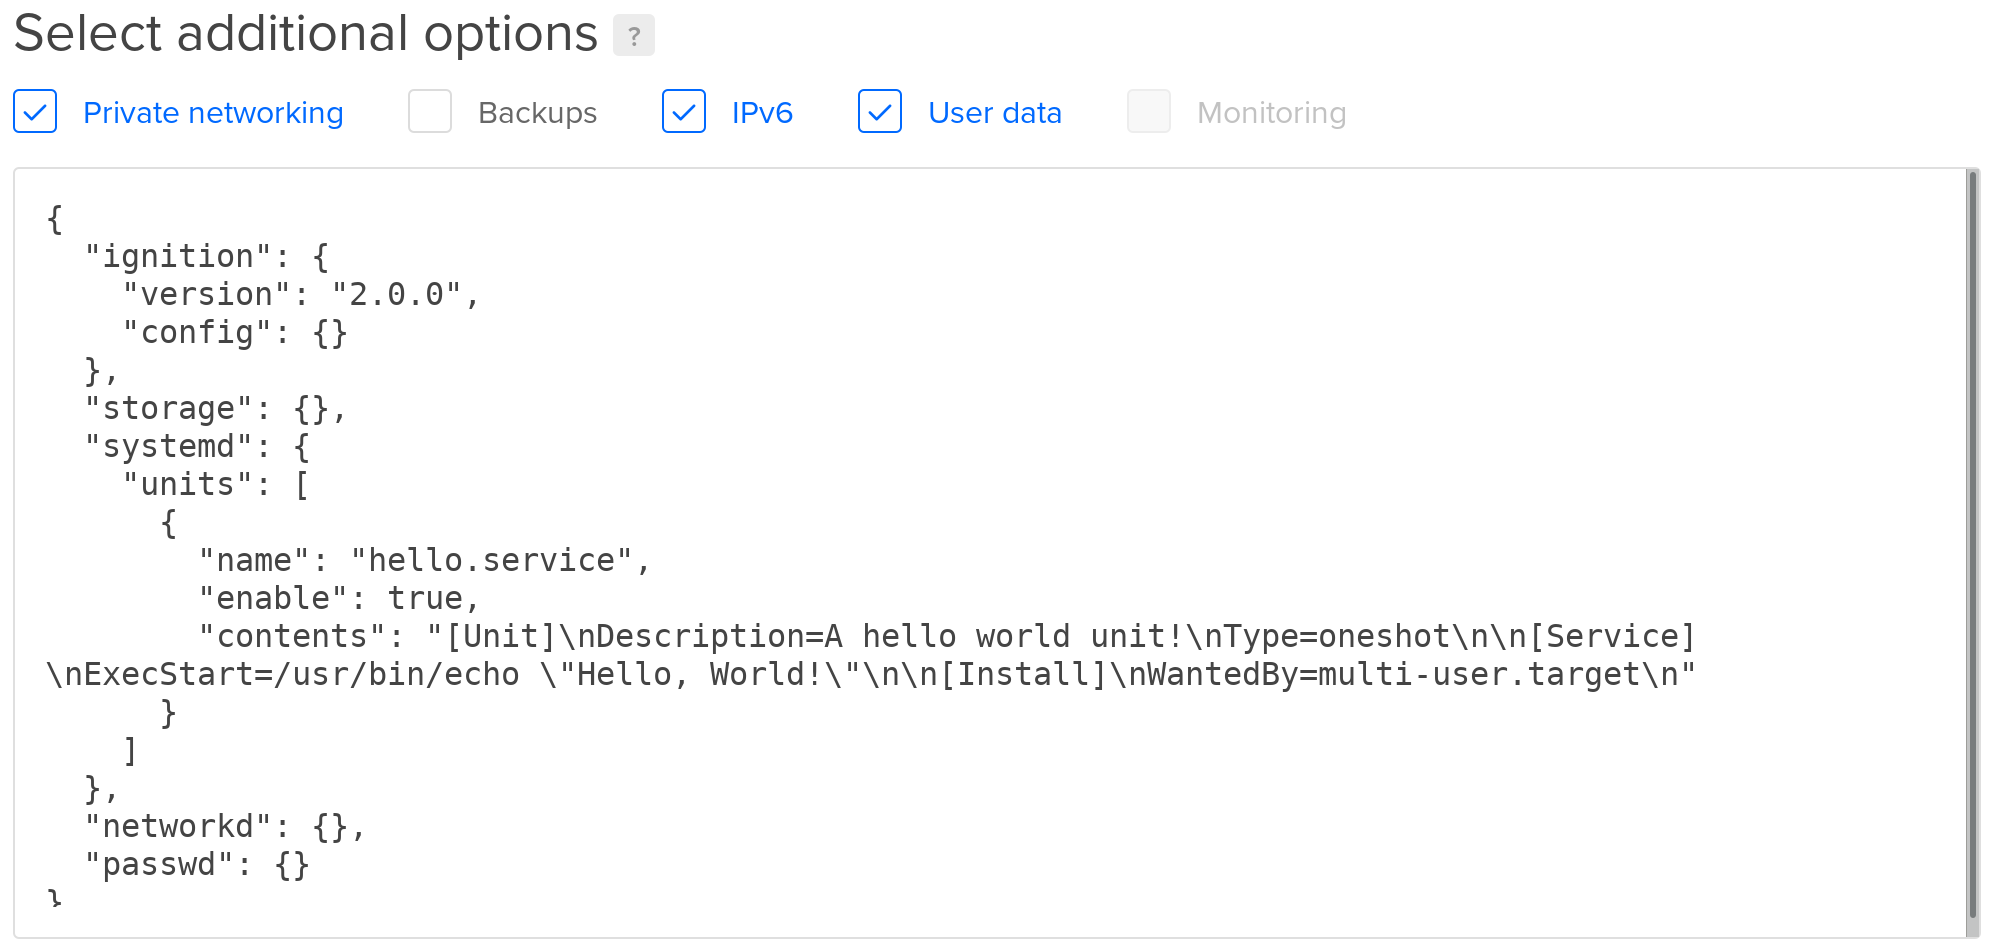 Select additional options ?
Private networking Backups IPv6 User data Monitoring
{
  "ignition": {
    "version": "2.0.0",
    "config": {}
  },
  "storage": {},
  "systemd": {
    "units": [
      {
        "name": "hello.service",
        "enable": true,
        "contents": "[Unit]\nDescription=A hello world unit!\nType=oneshot\n\n[Service]
\nExecStart=/usr/bin/echo \"Hello, World!\"\n\n[Install]\nWantedBy=multi-user.target\n"
      }
    ]
  },
  "networkd": {},
  "passwd": {}
}